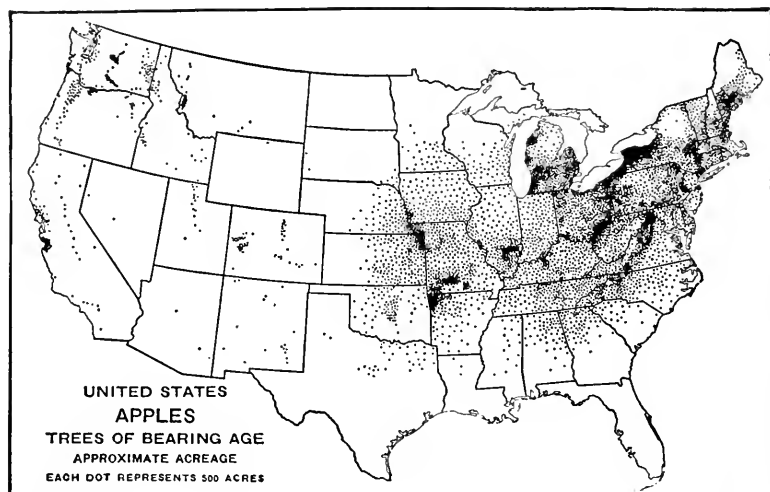 UNITED STATES
APPLES
TREES OF BEARING AGE
APPROXIMATE ACREAGE
EACH DOT REPRESENTS 500 ACRES